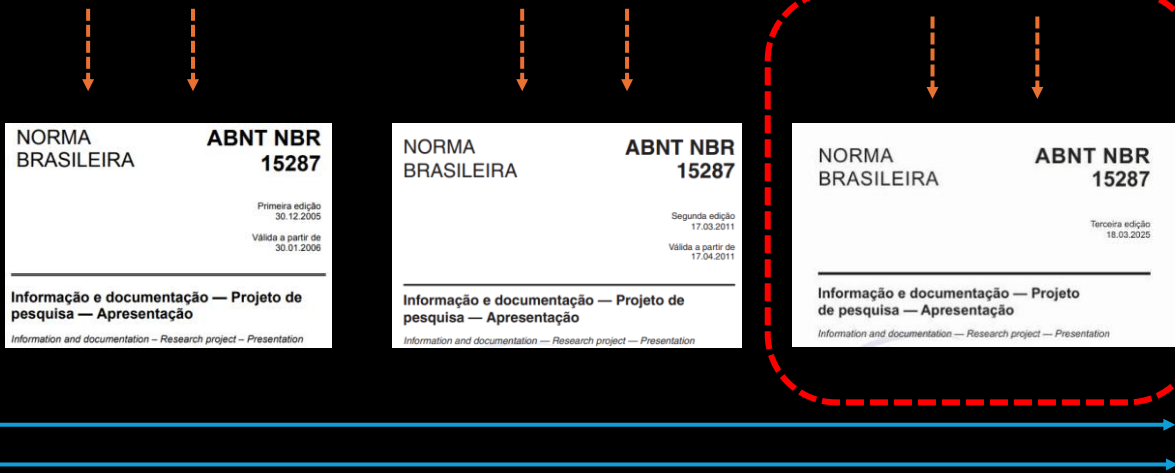 NORMA
BRASILEIRA
ABNT NBR
15287
Primeira edição
30.12.2005
Válida a partir de
30.01.2006
Informação e documentação — Projeto de
pesquisa — Apresentação
Information and documentation – Research project – Presentation
NORMA
BRASILEIRA
ABNT NBR
15287
Segunda edição
17.03.2011
Válida a partir de
17.04.2011
Informação e documentação — Projeto de
pesquisa — Apresentação
Information and documentation — Research project — Presentation
NORMA
BRASILEIRA
ABNT NBR
15287
Terceira edição
18.03.2025
Informação e documentação — Projeto
de pesquisa — Apresentação
Information and documentation — Research project — Presentation